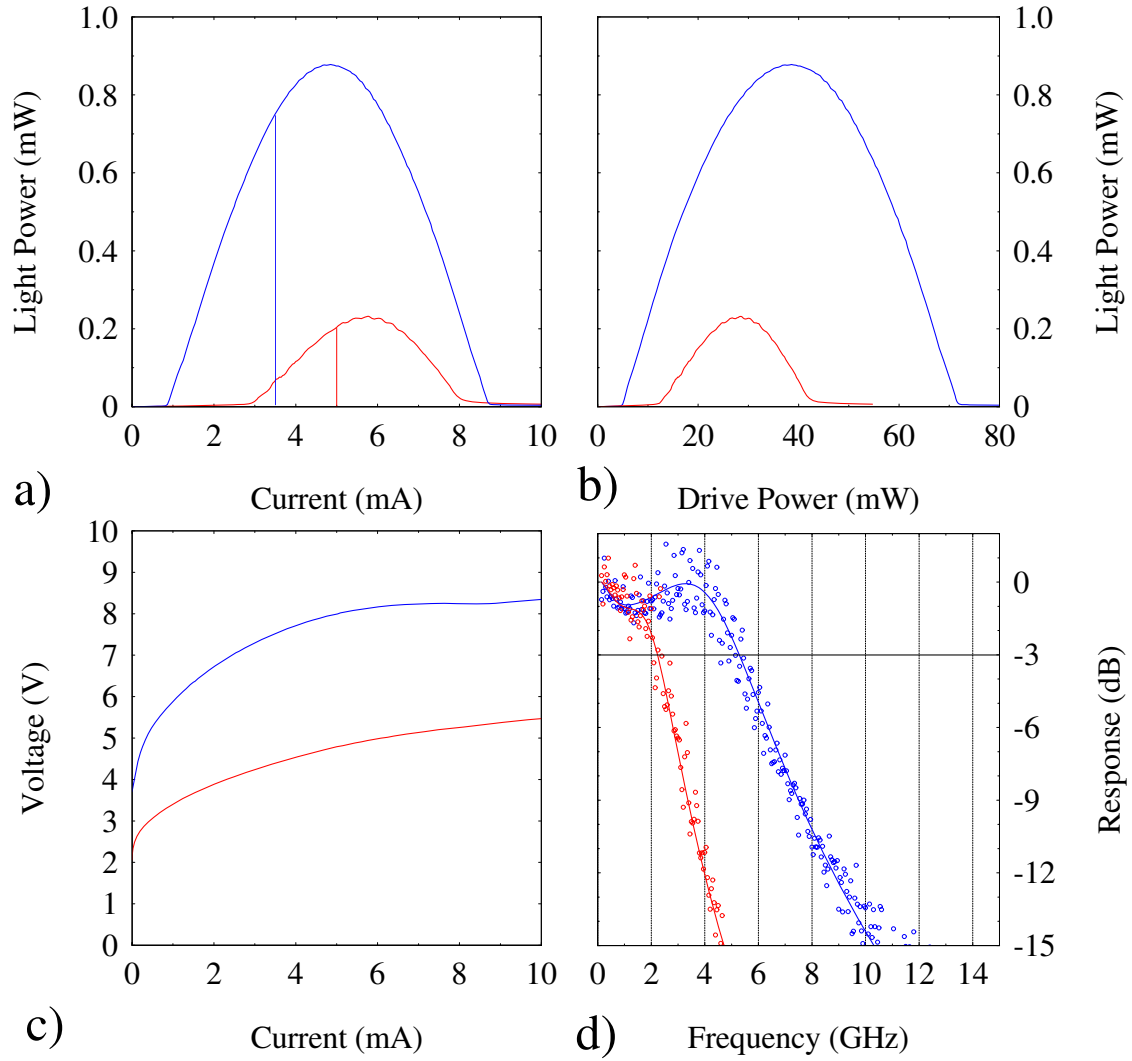 1.0
0.8
0.6
0.4
0.2
0
Light Power (mW)
0 2 4 6 8 10
a)
Current (mA)
1.0
0.8
0.6
0.4
0.2
0
Light Power (mW)
0 20 40 60 80
b)
Drive Power (mW)
10
9
8
7
6
5
4
3
2
1
0
Voltage (V)
0 2 4 6 8 10
c)
Current (mA)
0
-3
-6
-9
-12
-15
Response (dB)
0 2 4 6 8 10 12 14
d)
Frequency (GHz)